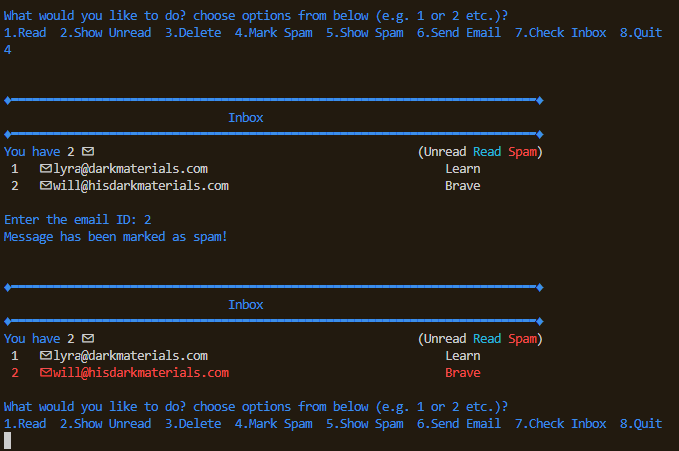 What would you like to do? choose options from below (e.g. 1 or 2 etc.)?
1.Read 2.Show Unread 3.Delete 4.Mark Spam 5.Show Spam 6.Send Email 7.Check Inbox 8.Quit
4
Inbox
You have 2 ✉ (Unread Read Spam)
1 ✉lyra@darkmaterials.com Learn
2 ✉will@hisdarkmaterials.com Brave
Enter the email ID: 2
Message has been marked as spam!
Inbox
You have 2 ✉ (Unread Read Spam)
1 ✉lyra@darkmaterials.com Learn
2 ✉will@hisdarkmaterials.com Brave
What would you like to do? choose options from below (e.g. 1 or 2 etc.)?
1.Read 2.Show Unread 3.Delete 4.Mark Spam 5.Show Spam 6.Send Email 7.Check Inbox 8.Quit